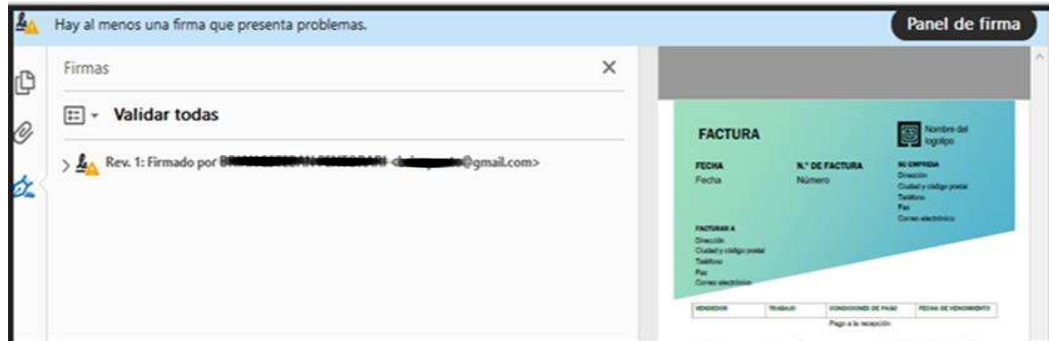 Hay al menos una firma que presenta problemas.
Panel de firma
Firmas
Validar todas
Rev. 1: Firmado por @gmail.com>
FACTURA
Nombre del
logotipo
FECHA
Fecha
N.° DE FACTURA
Número
SU EMPRESA
Dirección
Ciudad y código postal
Teléfono
Fax
Correo electrónico
FACTURAR A
Dirección
Ciudad y código postal
Teléfono
Fax
Correo electrónico
VENDEDOR
TRABAJO
CONDICIONES DE PAGO
FECHA DE VENCIMIENTO
Pago a la recepción